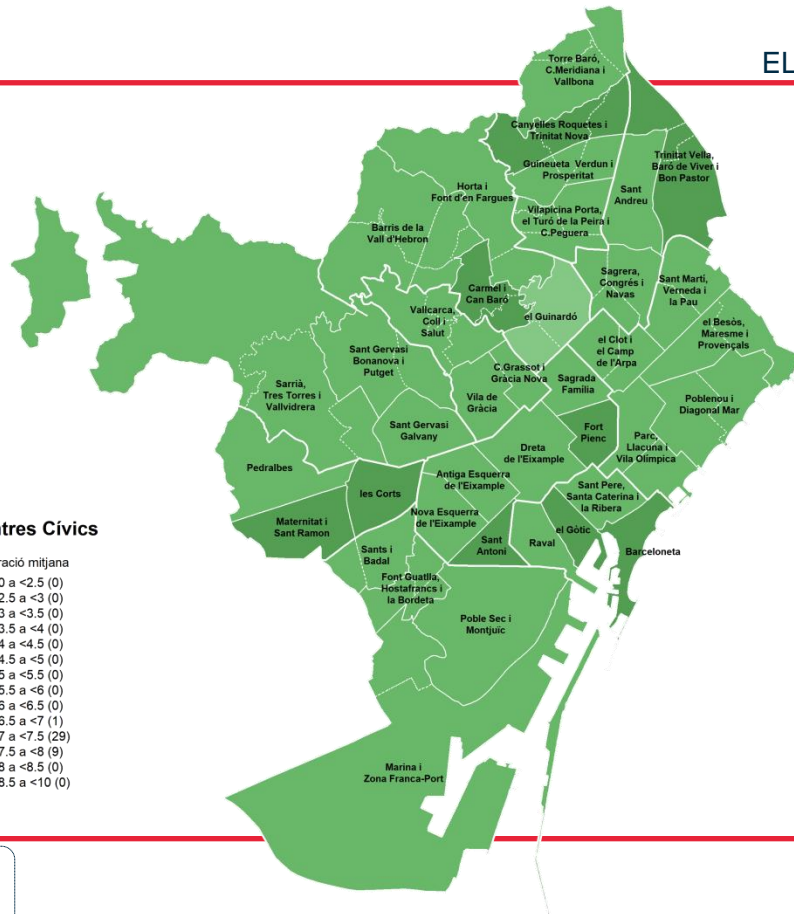 EL
Torre Baró,
C.Meridiana i
Vallbona
Canyelles Roquetes i
Trinitat Nova
Guineueta Verdun i
Prosperitat
Trinitat Vella,
Baró de Viver i
Bon Pastor
Sant
Andreu
Horta i
Font d'en Fargues
Vilapicina Porta,
el Turó de la Peira i
C.Peguera
Barris de la
Vall d'Hebron
Carmel i
Can Baró
Sagrera,
Congrés i
Navas
Sant Martí,
Verneda i
la Pau
Vallcarca,
Coll i
Salut
el Guinardó
el Besòs,
Maresme i
Provençals
el Clot i
el Camp
de l'Arpa
Sant Gervasi
Bonanova i
Putget
C.Grassot i
Gràcia Nova
Sagrada
Família
Sarrià,
Tres Torres i
Vallvidrera
Vila de
Gràcia
Poblenou i
Diagonal Mar
Sant Gervasi
Galvany
Fort
Pienc
Parc,
Llacuna i
Vila Olímpica
Dreta
de l'Eixample
Pedralbes
Antiga Esquerra
de l'Eixample
Sant Pere,
Santa Caterina i
la Ribera
les Corts
Nova Esquerra
de l'Eixample
Maternitat i
Sant Ramon
el Gòtic
Sant
Antoni
Raval
Barceloneta
Sants i
Badal
Font Guatlla,
Hostafrancs i
la Bordeta
Poble Sec i
Montjuïc
Marina i
Zona Franca-Port
ntres Cívics
ració mitjana
0 a <2.5 (0)
2.5 a <3 (0)
3 a <3.5 (0)
3.5 a <4 (0)
4 a <4.5 (0)
4.5 a <5 (0)
5 a <5.5 (0)
5.5 a <6 (0)
6 a <6.5 (0)
6.5 a <7 (1)
7 a <7.5 (29)
7.5 a <8 (9)
8 a <8.5 (0)
8.5 a <10 (0)